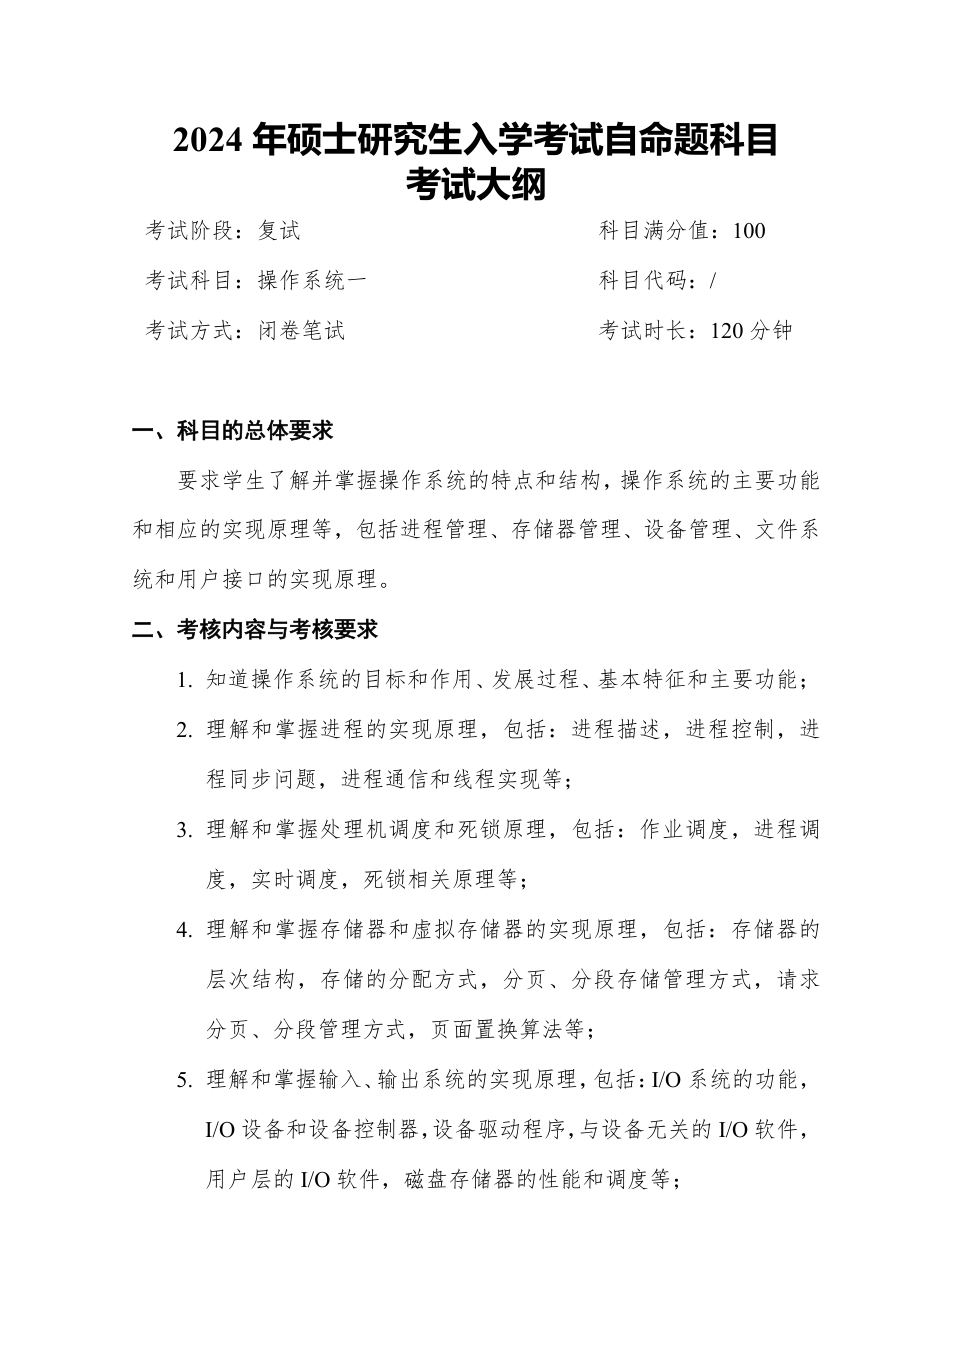 2024 年硕士研究生入学考试自命题科目
考试大纲
考试阶段：复试 科目满分值：100
考试科目：操作系统一 科目代码：/
考试方式：闭卷笔试 考试时长：120 分钟
一、科目的总体要求
要求学生了解并掌握操作系统的特点和结构，操作系统的主要功能
和相应的实现原理等，包括进程管理、存储器管理、设备管理、文件系
统和用户接口的实现原理。
二、考核内容与考核要求
1. 知道操作系统的目标和作用、发展过程、基本特征和主要功能；
2. 理解和掌握进程的实现原理，包括：进程描述，进程控制，进
程同步问题，进程通信和线程实现等；
3. 理解和掌握处理机调度和死锁原理，包括：作业调度，进程调
度，实时调度，死锁相关原理等；
4. 理解和掌握存储器和虚拟存储器的实现原理，包括：存储器的
层次结构，存储的分配方式，分页、分段存储管理方式，请求
分页、分段管理方式，页面置换算法等；
5. 理解和掌握输入、输出系统的实现原理，包括：I/O 系统的功能，
I/O 设备和设备控制器，设备驱动程序，与设备无关的 I/O 软件，
用户层的 I/O 软件，磁盘存储器的性能和调度等；